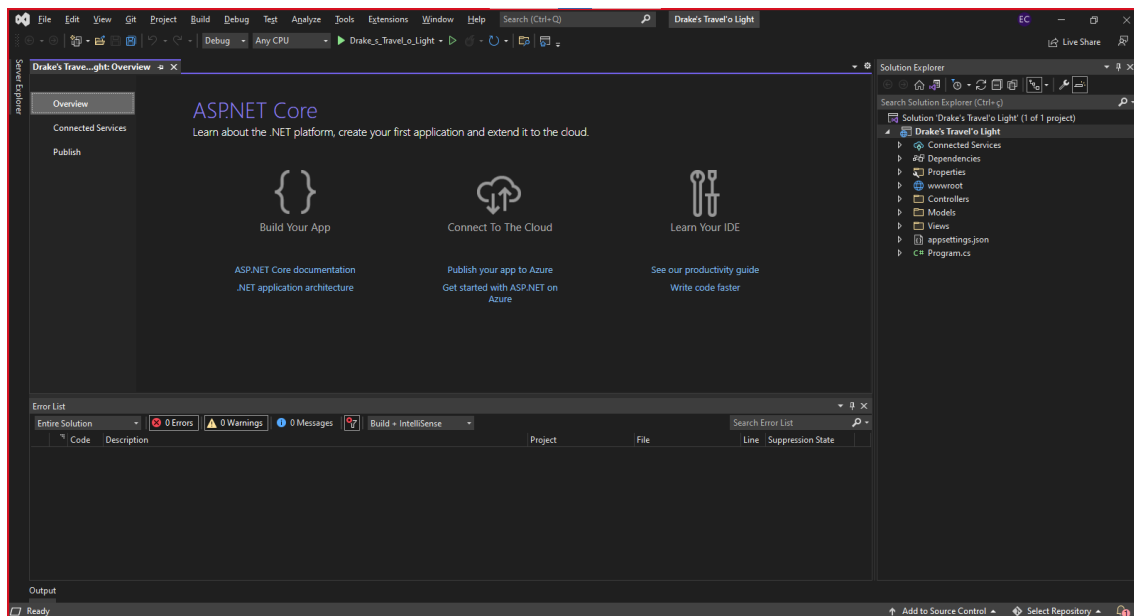 File Edit View Git Project Build Debug Test Analyze Tools Extensions Window Help Search (Ctrl+Q) Drake's Travel'o Light EC
Debug Any CPU Drake_s_Travel_o_Light Live Share
Server Explorer
Drake's Trave...ght: Overview
Overview
Connected Services
Publish
ASP.NET Core
Learn about the .NET platform, create your first application and extend it to the cloud.
Build Your App
ASP.NET Core documentation
.NET application architecture
Connect To The Cloud
Publish your app to Azure
Get started with ASP.NET on
Azure
Learn Your IDE
See our productivity guide
Write code faster
Error List
Entire Solution 0 Errors 0 Warnings 0 Messages Build + IntelliSense Search Error List
Code Description Project File Line Suppression State
Output
Solution Explorer
Search Solution Explorer (Ctrl+ç)
Solution 'Drake's Travel'o Light' (1 of 1 project)
Drake's Travel'o Light
Connected Services
Dependencies
Properties
wwwroot
Controllers
Models
Views
appsettings.json
C# Program.cs
Ready Add to Source Control Select Repository 1